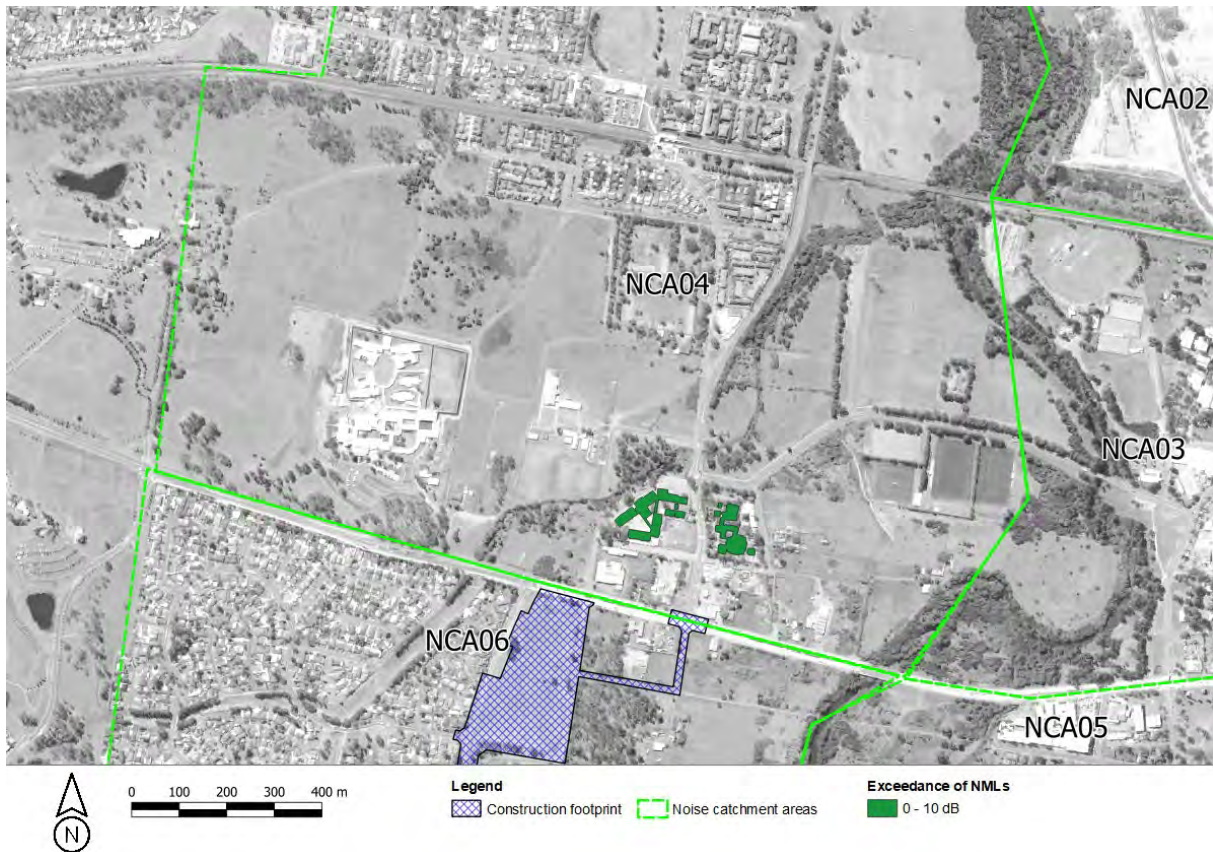 NCA02
NCA04
NCA03
NCA06
NCA05
0 100 200 300 400 m
N
Legend
Construction footprint
Noise catchment areas
Exceedance of NMLs
0 - 10 dB